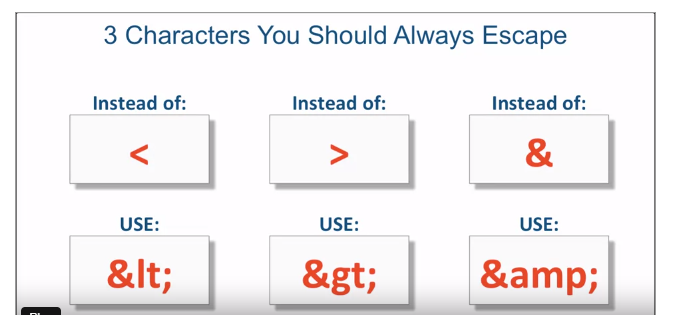 3 Characters You Should Always Escape
Instead of: Instead of: Instead of:
< > &
USE: USE: USE:
&lt; &gt; &amp;